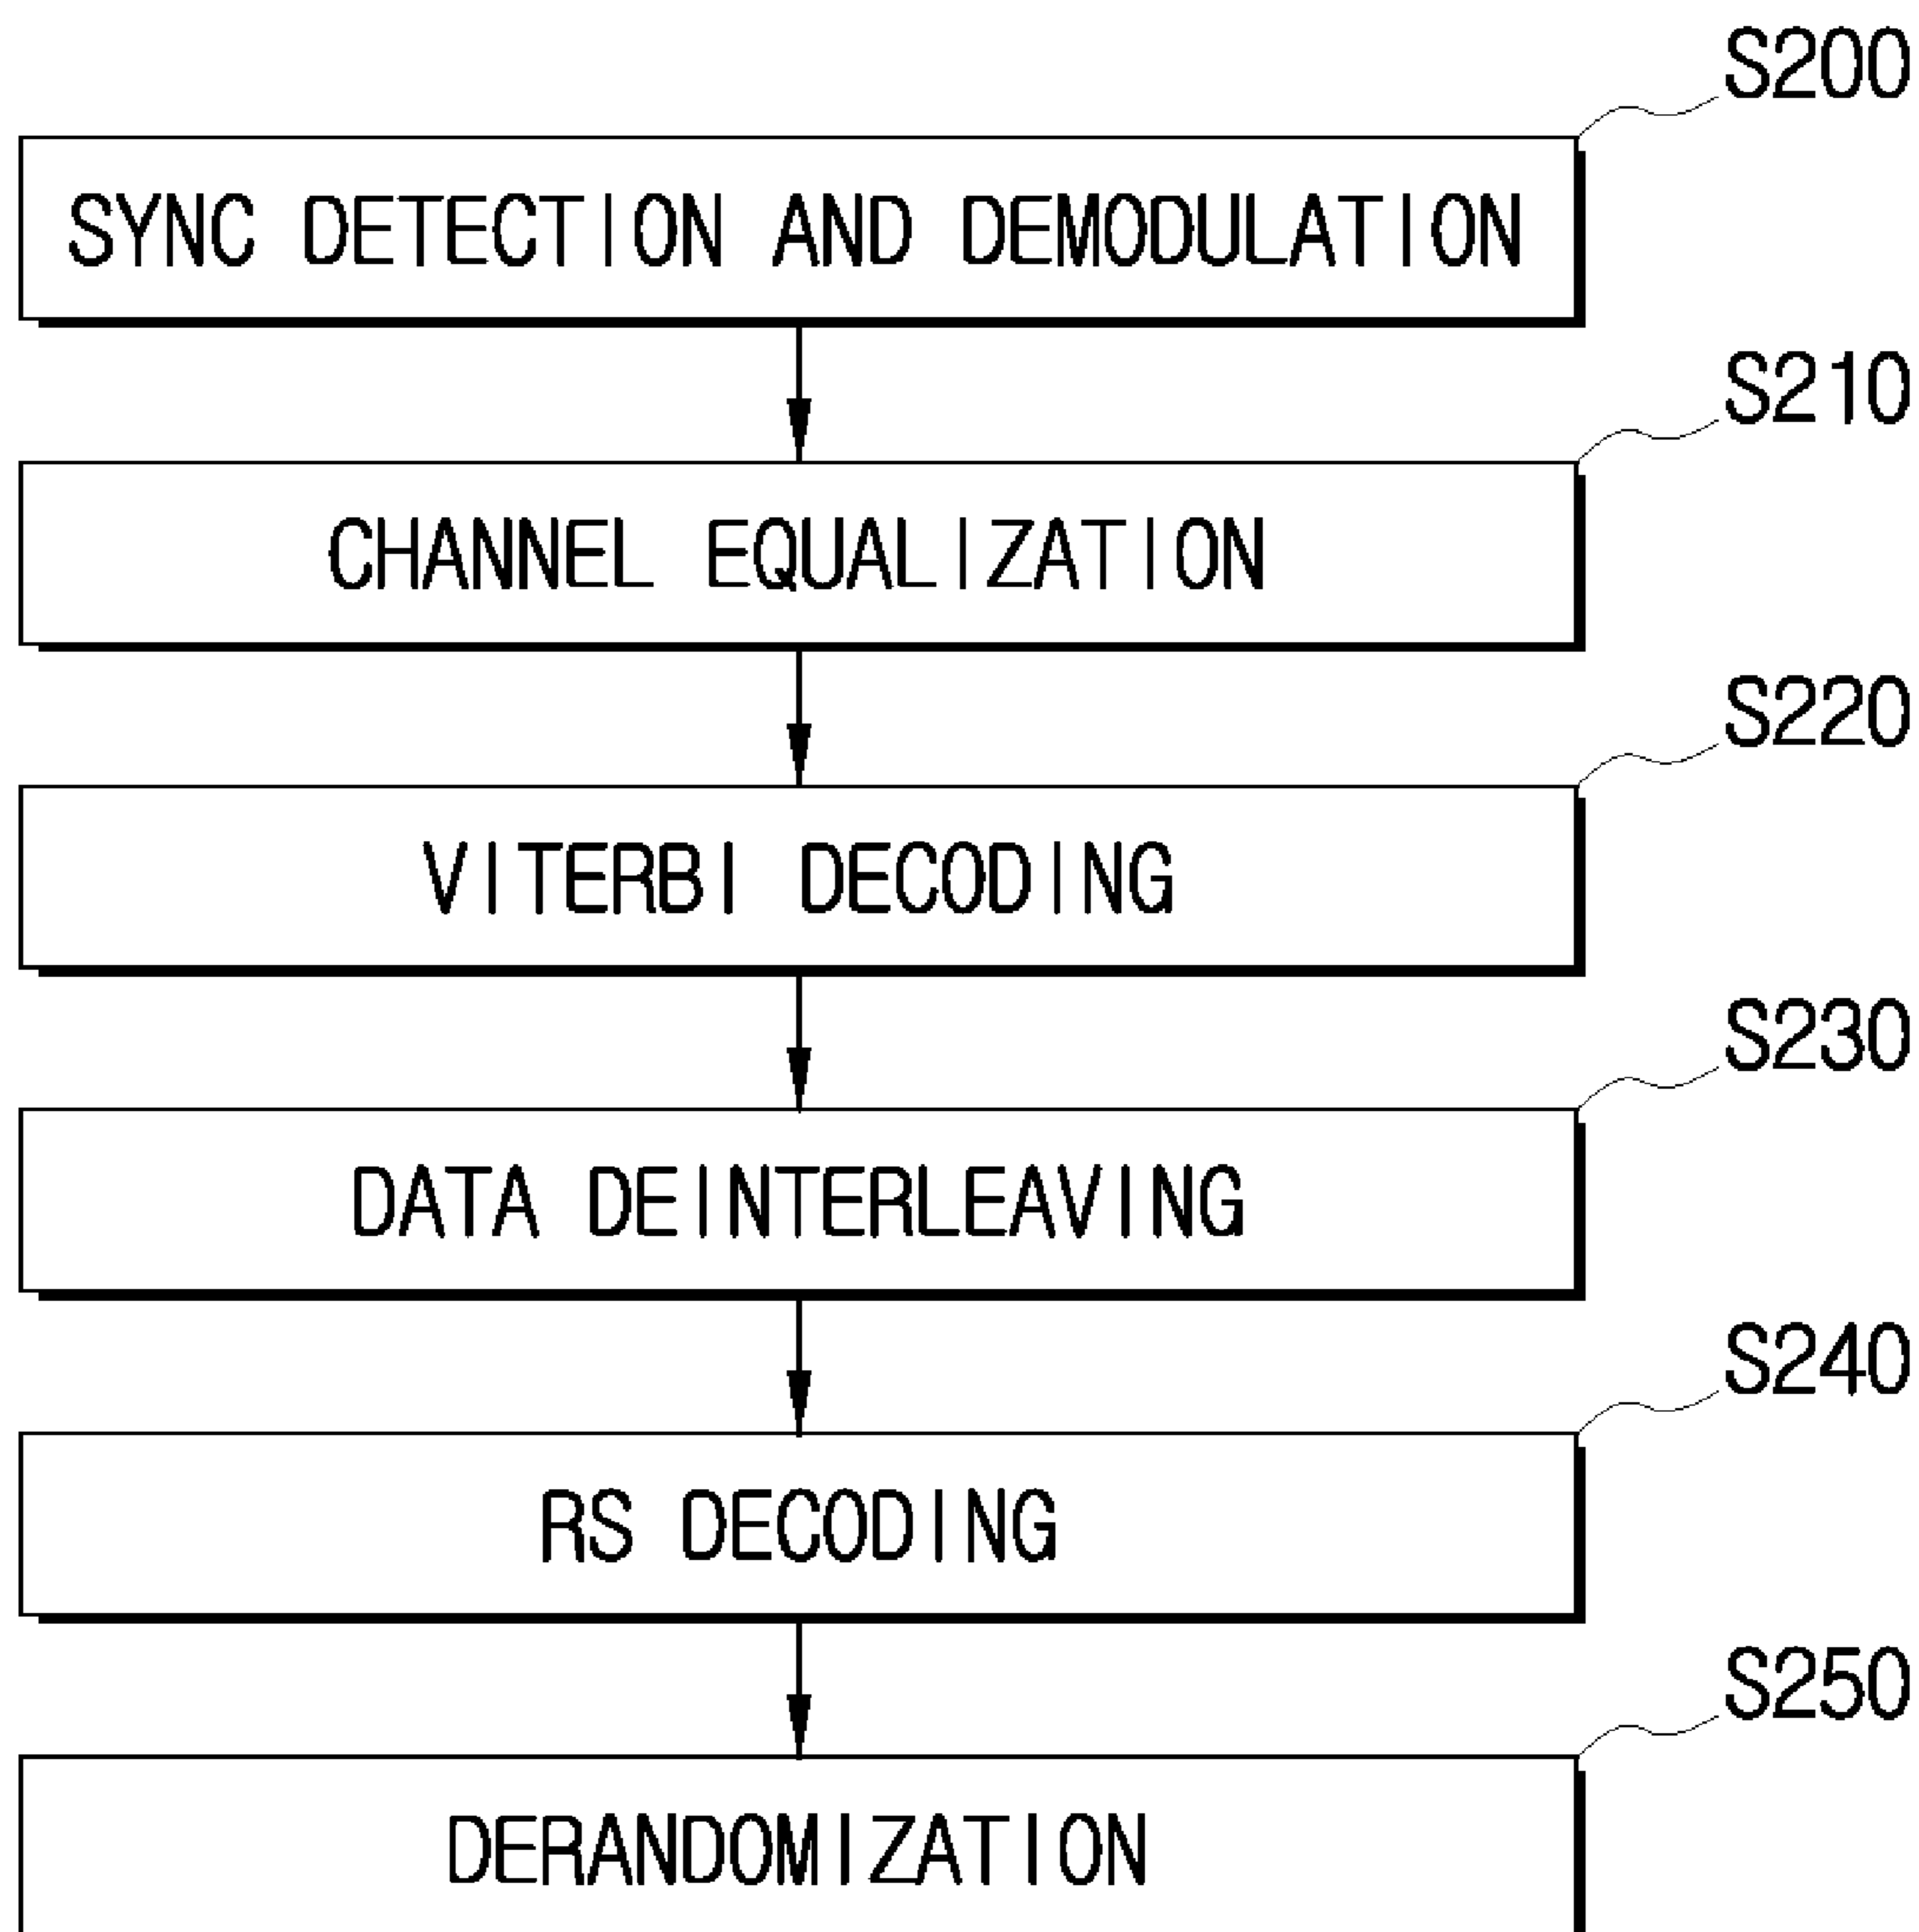 S200
SYNC DETECTION AND DEMODULATION
S210
CHANNEL EQUALIZATION
S220
VITERBI DECODING
S230
DATA DEINTERLEAVING
S240
RS DECODING
S250
DERANDOMIZATION